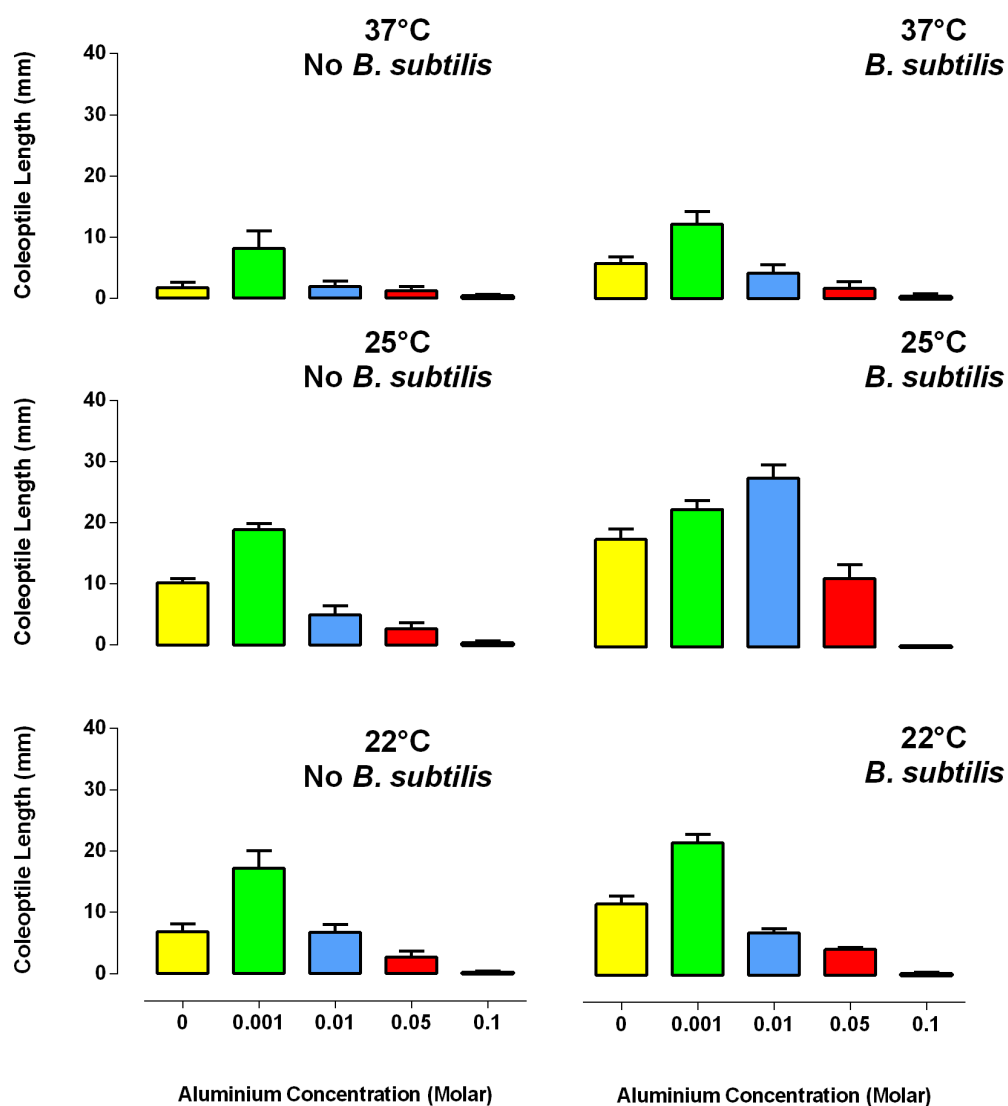 37°C
No B. subtilis
37°C
B. subtilis
Coleoptile Length (mm)
40
30
20
10
0
25°C
No B. subtilis
25°C
B. subtilis
Coleoptile Length (mm)
40
30
20
10
0
22°C
No B. subtilis
22°C
B. subtilis
Coleoptile Length (mm)
40
30
20
10
0
0 0.001 0.01 0.05 0.1
0 0.001 0.01 0.05 0.1
Aluminium Concentration (Molar)
Aluminium Concentration (Molar)